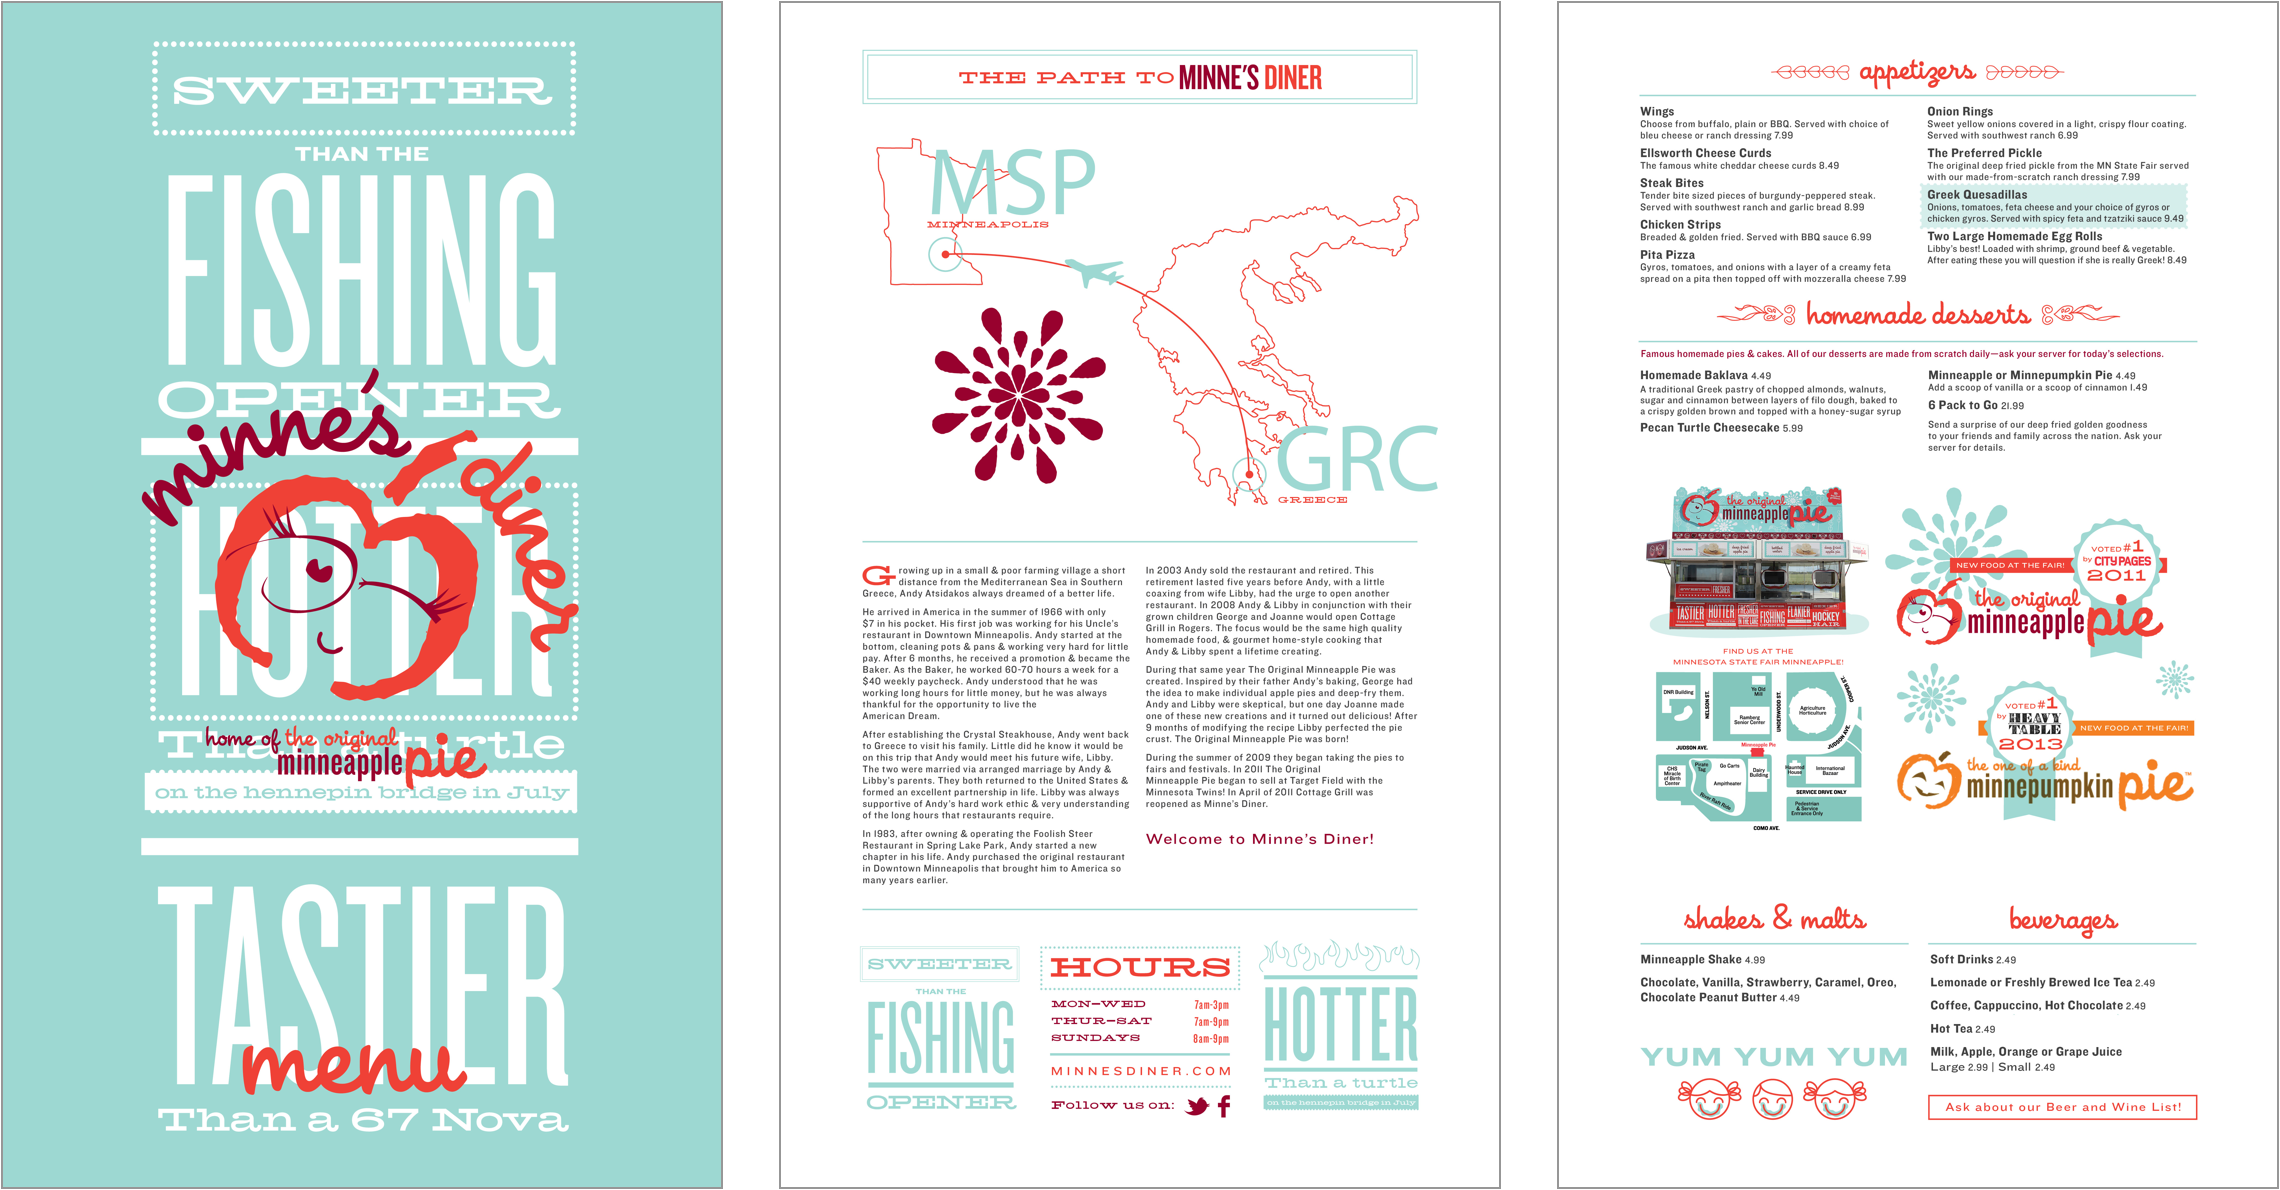 SWEETER
THAN THE
FISHING
OPENER
minne's
diner
HOTTER
Than a turtle
home of the original
minneapple pie
on the hennepin bridge in July
TASTIER
menu
Than a 67 Nova
THE PATH TO MINNE'S DINER
MSP
MINNEAPOLIS
GRC
GREECE
Growing up in a small & poor farming village a short
distance from the Mediterranean Sea in Southern
Greece, Andy Atsidakos always dreamed of a better life.
He arrived in America in the summer of 1966 with only
$7 in his pocket. His first job was working for his Uncle's
restaurant in Downtown Minneapolis. Andy started at the
bottom, cleaning pots & pans & working very hard for little
pay. After 6 months, he received a promotion & became the
Baker. As the Baker, he worked 60-70 hours a week for a
$40 weekly paycheck. Andy understood that he was
working long hours for little money, but he was always
thankful for the opportunity to live the
American Dream.
After establishing the Crystal Steakhouse, Andy went back
to Greece to visit his family. Little did he know it would be
on this trip that Andy would meet his future wife, Libby.
The two were married via arranged marriage by Andy &
Libby's parents. They both returned to the United States &
formed an excellent partnership in life. Libby was always
supportive of Andy's hard work ethic & very understanding
of the long hours that restaurants require.
In 1983, after owning & operating the Foolish Steer
Restaurant in Spring Lake Park, Andy started a new
chapter in his life. Andy purchased the original restaurant
in Downtown Minneapolis that brought him to America so
many years earlier.
In 2003 Andy sold the restaurant and retired. This
retirement lasted five years before Andy, with a little
coaxing from wife Libby, had the urge to open another
restaurant. In 2008 Andy & Libby in conjunction with their
grown children George and Joanne would open Cottage
Grill in Rogers. The focus would be the same high quality
homemade food, & gourmet home-style cooking that
Andy & Libby spent a lifetime creating.
During that same year The Original Minneapple Pie was
created. Inspired by their father Andy's baking, George had
the idea to make individual apple pies and deep-fry them.
Andy and Libby were skeptical, but one day Joanne made
one of these new creations and it turned out delicious! After
9 months of modifying the recipe Libby perfected the pie
crust. The Original Minneapple Pie was born!
During the summer of 2009 they began taking the pies to
fairs and festivals. In 2011 The Original
Minneapple Pie began to sell at Target Field with the
Minnesota Twins! In April of 2011 Cottage Grill was
reopened as Minne's Diner.
Welcome to Minne's Diner!
SWEETER
THAN THE
FISHING
OPENER
HOURS
MON-WED 7am-3pm
THUR-SAT 7am-9pm
SUNDAYS 8am-9pm
MINNESDINER.COM
Follow us on:
HOTTER
Than a turtle
on the hennepin bridge in July
appetizers
Wings
Choose from buffalo, plain or BBQ. Served with choice of
bleu cheese or ranch dressing 7.99
Ellsworth Cheese Curds
The famous white cheddar cheese curds 8.49
Steak Bites
Tender bite sized pieces of burgundy-peppered steak.
Served with southwest ranch and garlic bread 8.99
Chicken Strips
Breaded & golden fried. Served with BBQ sauce 6.99
Pita Pizza
Gyros, tomatoes, and onions with a layer of a creamy feta
spread on a pita then topped off with mozzeralla cheese 7.99
Onion Rings
Sweet yellow onions covered in a light, crispy flour coating.
Served with southwest ranch 6.99
The Preferred Pickle
The original deep fried pickle from the MN State Fair served
with our made-from-scratch ranch dressing 7.99
Greek Quesadillas
Onions, tomatoes, feta cheese and your choice of gyros or
chicken gyros. Served with spicy feta and tzatziki sauce 9.49
Two Large Homemade Egg Rolls
Libby's best! Loaded with shrimp, ground beef & vegetable.
After eating these you will question if she is really Greek! 8.49
homemade desserts
Famous homemade pies & cakes. All of our desserts are made from scratch daily—ask your server for today's selections.
Homemade Baklava 4.49
A traditional Greek pastry of chopped almonds, walnuts,
sugar and cinnamon between layers of filo dough, baked to
a crispy golden brown and topped with a honey-sugar syrup
Pecan Turtle Cheesecake 5.99
Minneapple or Minnepumpkin Pie 4.49
Add a scoop of vanilla or a scoop of cinnamon 1.49
6 Pack to Go 21.99
Send a surprise of our deep fried golden goodness
to your friends and family across the nation. Ask your
server for details.
the original
minneapple pie
TASTIER HOTTER FRESHER FISHING FLAKIER HOCKEY
HAIR
FIND US AT THE
MINNESOTA STATE FAIR MINNEAPPLE!
DNR Building
NELSON ST.
Ye Old
Mill
Ramberg
Senior Center
UNDERWOOD ST.
Agriculture
Horticulture
COOPER ST.
JUDSON AVE.
Minneapple Pie
JUDSON AVE.
CHS
Miracle
of Birth
Center
Pirate
Tag
Go Carts
Ampitheater
River Raft Ride
Dairy
Building
Haunted
House
International
Bazaar
SERVICE DRIVE ONLY
Pedestrian
& Service
Entrance Only
COMO AVE.
VOTED #1
by CITY PAGES
2011
NEW FOOD AT THE FAIR!
the original
minneapple pie
VOTED #1
by HEAVY
TABLE
2013
NEW FOOD AT THE FAIR!
the one of a kind
minnepumpkin pie™
shakes & malts
Minneapple Shake 4.99
Chocolate, Vanilla, Strawberry, Caramel, Oreo,
Chocolate Peanut Butter 4.49
YUM YUM YUM
beverages
Soft Drinks 2.49
Lemonade or Freshly Brewed Ice Tea 2.49
Coffee, Cappuccino, Hot Chocolate 2.49
Hot Tea 2.49
Milk, Apple, Orange or Grape Juice
Large 2.99 | Small 2.49
Ask about our Beer and Wine List!